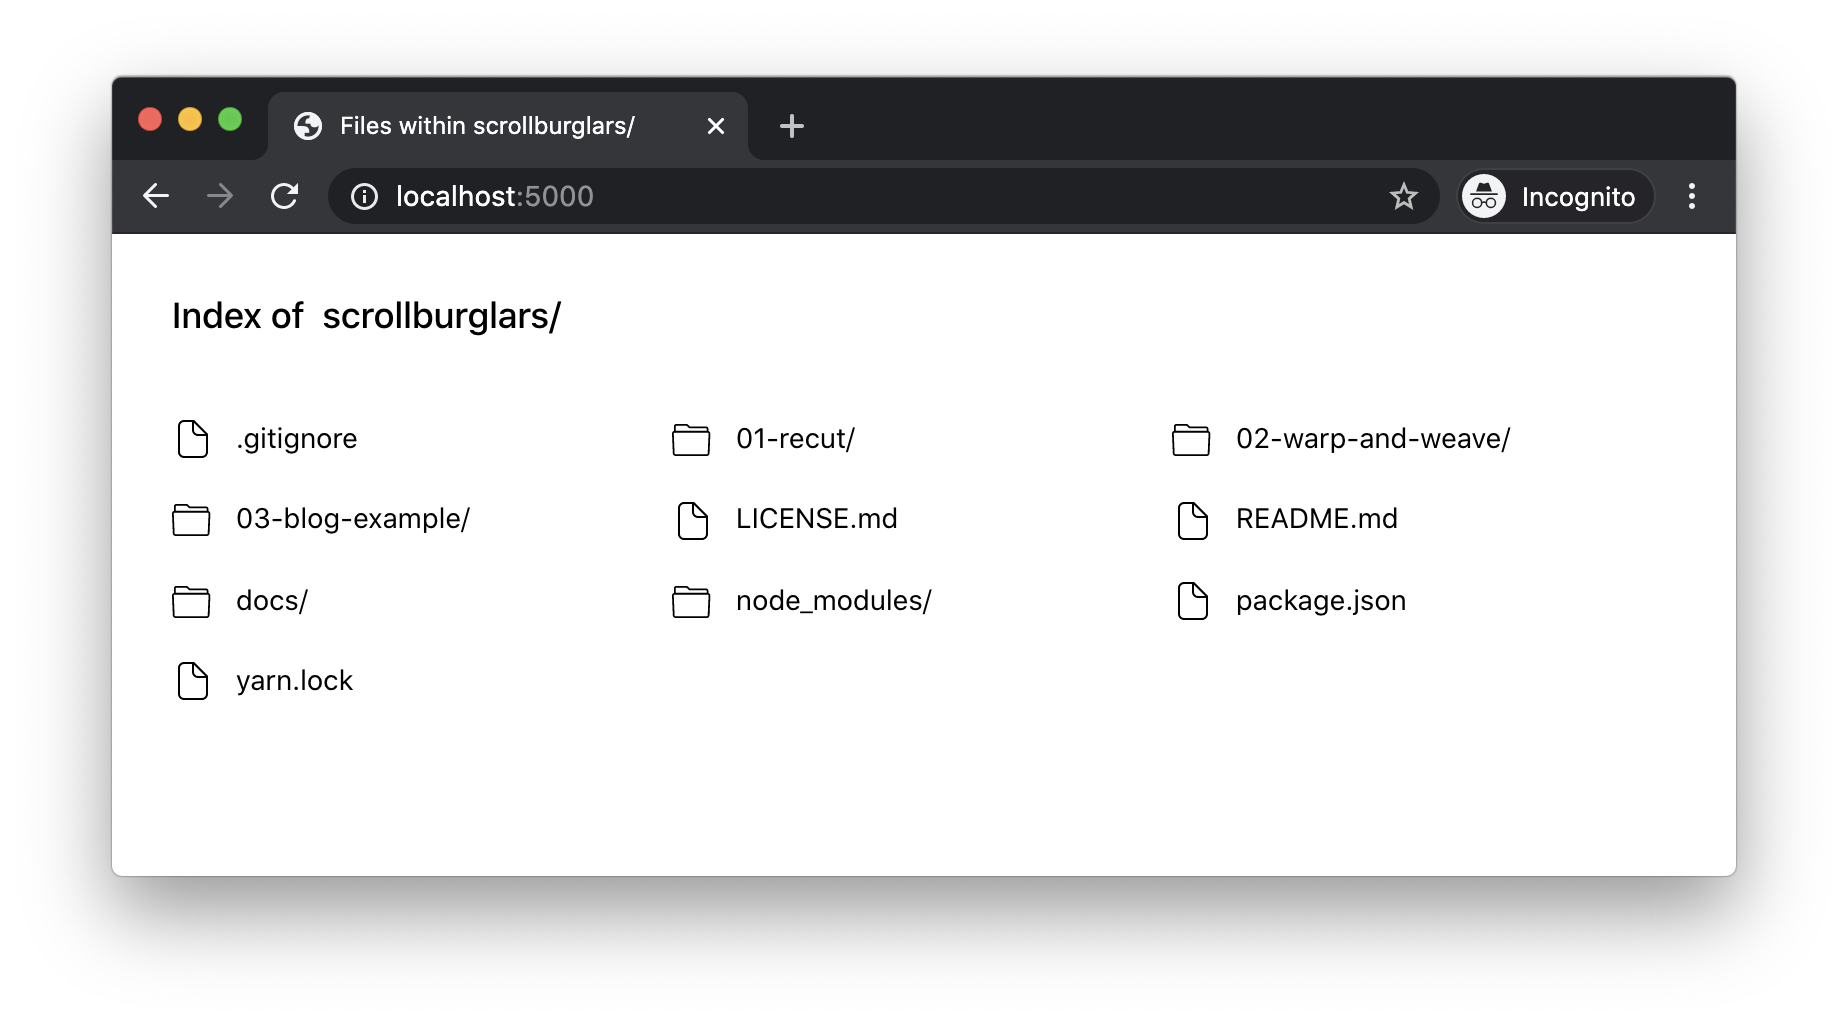 Files within scrollburglars/
localhost:5000
Incognito
Index of scrollburglars/
.gitignore 01-recut/ 02-warp-and-weave/
03-blog-example/ LICENSE.md README.md
docs/ node_modules/ package.json
yarn.lock